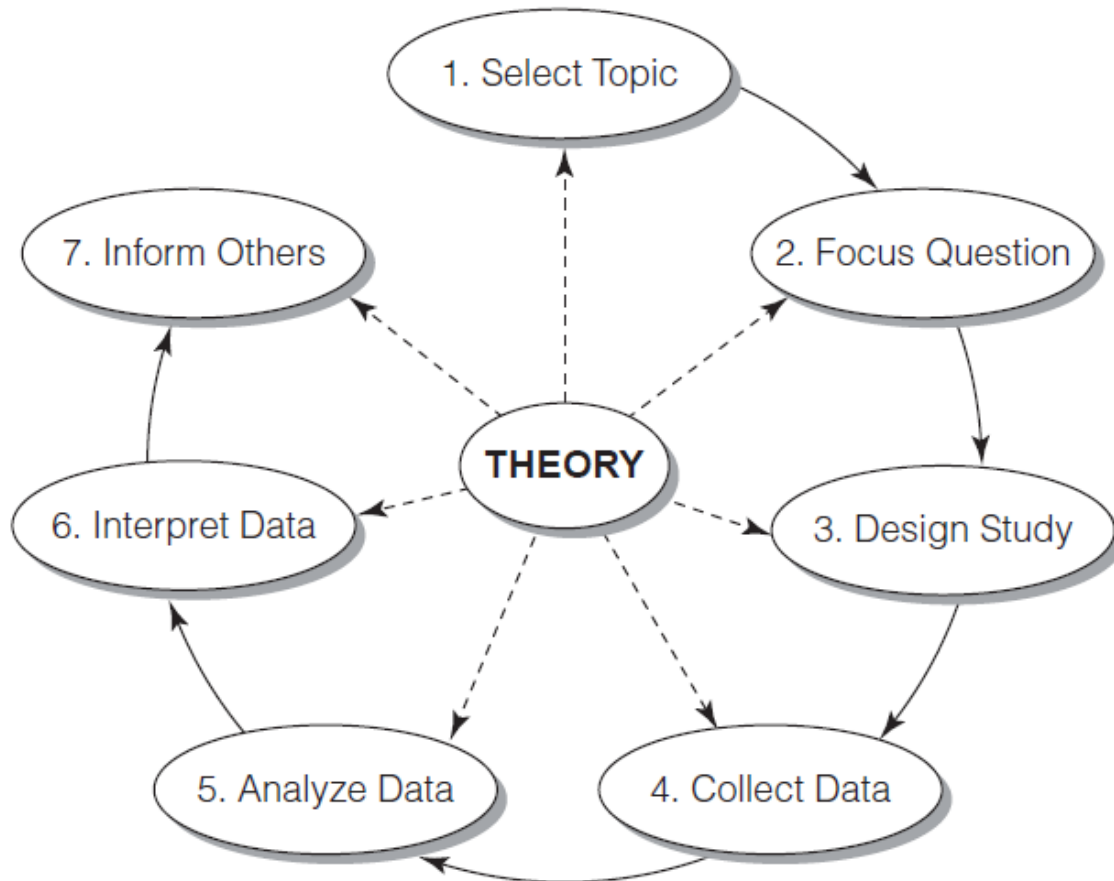 1. Select Topic
2. Focus Question
3. Design Study
4. Collect Data
5. Analyze Data
6. Interpret Data
7. Inform Others
THEORY